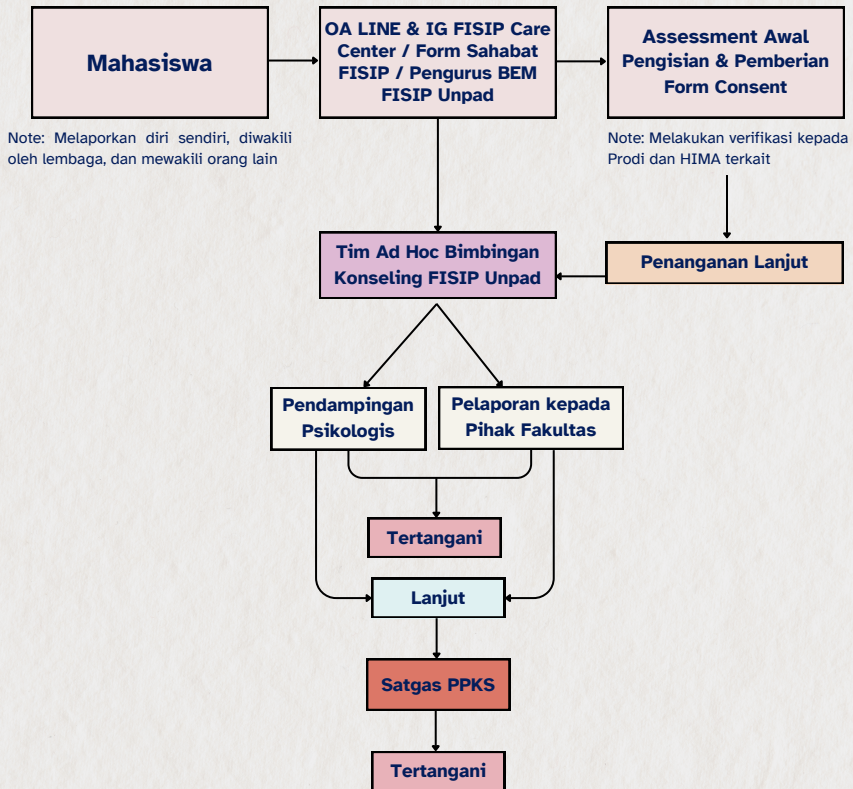 Mahasiswa
OA LINE & IG FISIP Care
Center / Form Sahabat
FISIP / Pengurus BEM
FISIP Unpad
Assessment Awal
Pengisian & Pemberian
Form Consent
Note: Melaporkan diri sendiri, diwakili
oleh lembaga, dan mewakili orang lain
Note: Melakukan verifikasi kepada
Prodi dan HIMA terkait
Tim Ad Hoc Bimbingan
Konseling FISIP Unpad
Penanganan Lanjut
Pendampingan
Psikologis
Pelaporan kepada
Pihak Fakultas
Tertangani
Lanjut
Satgas PPKS
Tertangani